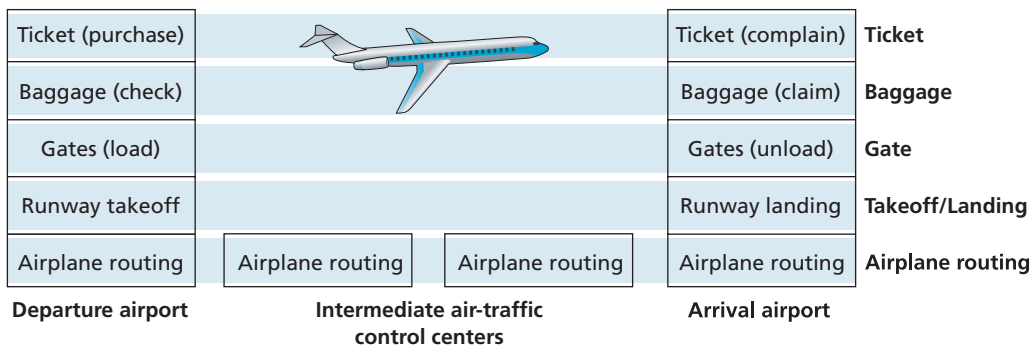 Ticket (purchase)
Ticket (complain)
Ticket
Baggage (check)
Baggage (claim)
Baggage
Gates (load)
Gates (unload)
Gate
Runway takeoff
Runway landing
Takeoff/Landing
Airplane routing
Airplane routing
Airplane routing
Airplane routing
Airplane routing
Departure airport
Intermediate air-traffic
control centers
Arrival airport